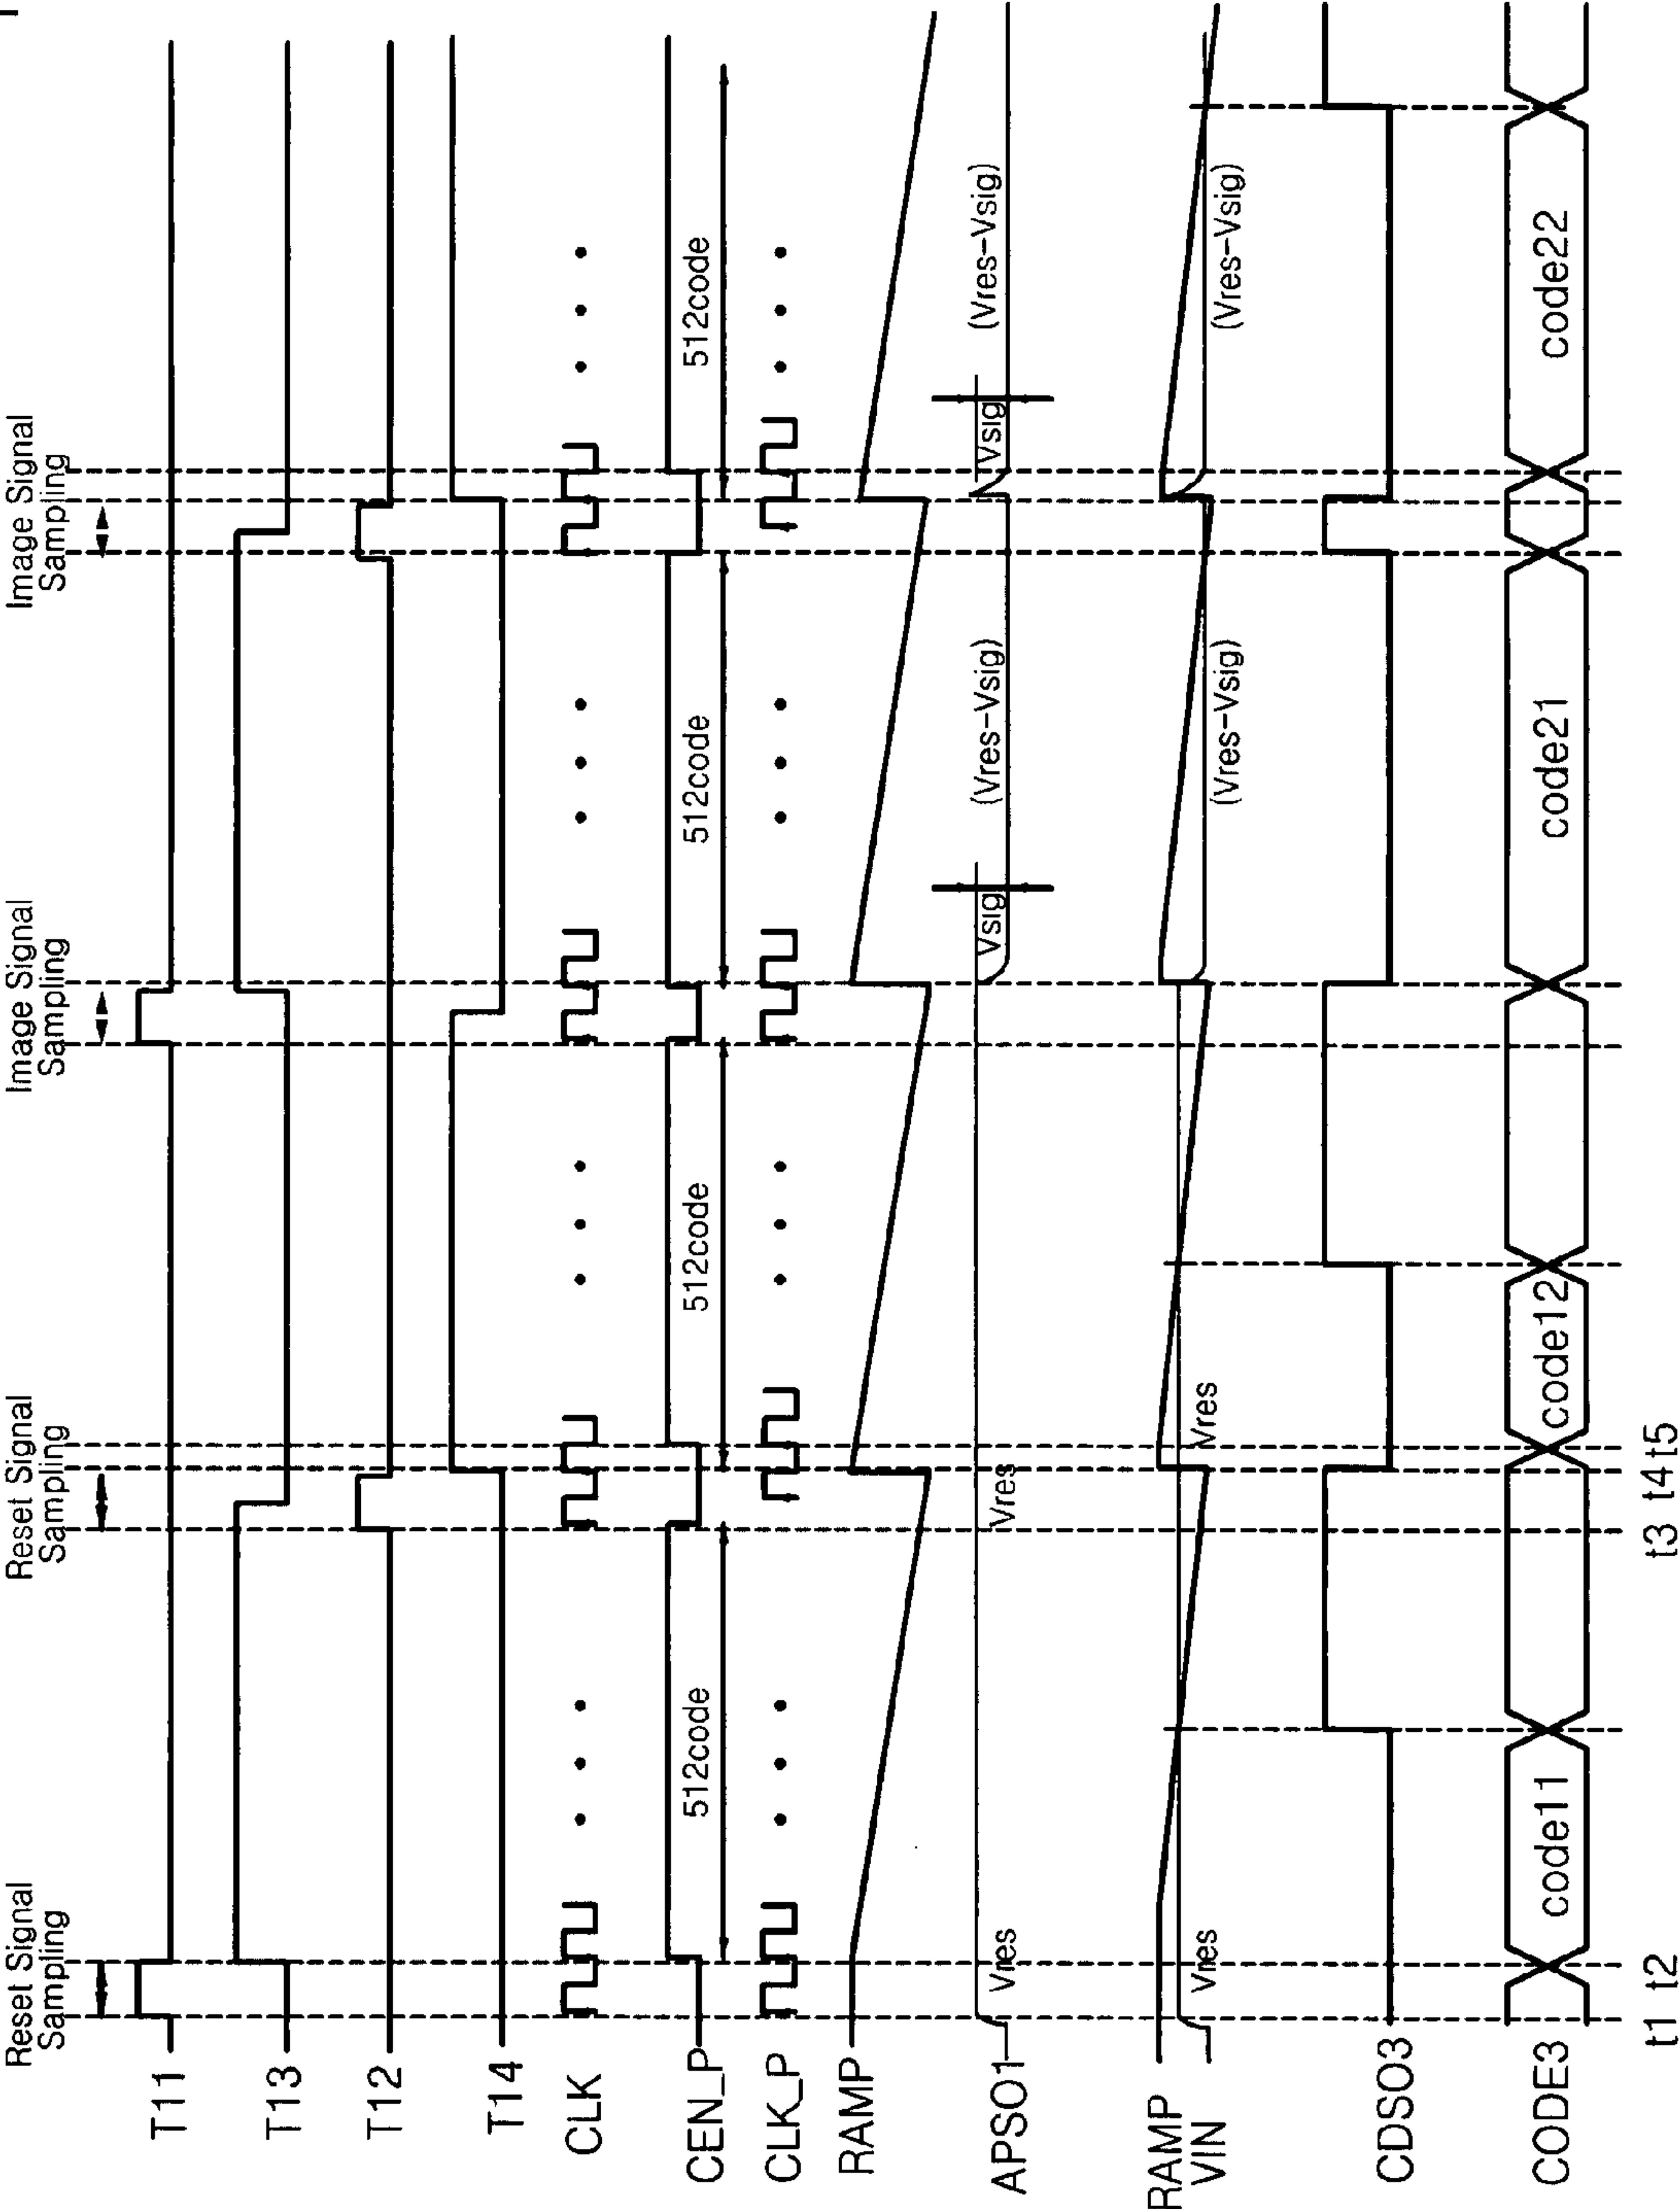 Reset Signal
Sampling
Reset Signal
Sampling
Image Signal
Sampling
Image Signal
Sampling
T11
T13
T12
T14
CLK
CEN_P
512code
512code
512code
512code
CLK_P
RAMP
APSO1
Vres
Vres
Vsig
(Vres-Vsig)
Vsig
(Vres-Vsig)
RAMP
VIN
Vres
Vres
(Vres-Vsig)
(Vres-Vsig)
CDSO3
CODE3
code11
code12
code21
code22
t1 t2 t3 t4 t5